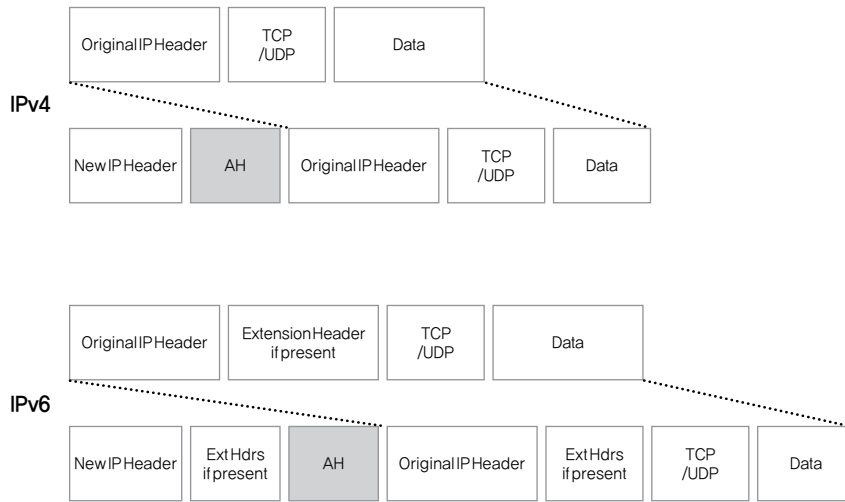 Original IP Header
TCP
/UDP
Data
IPv4
New IP Header
AH
Original IP Header
TCP
/UDP
Data
Original IP Header
Extension Header
if present
TCP
/UDP
Data
IPv6
New IP Header
Ext Hdrs
if present
AH
Original IP Header
Ext Hdrs
if present
TCP
/UDP
Data